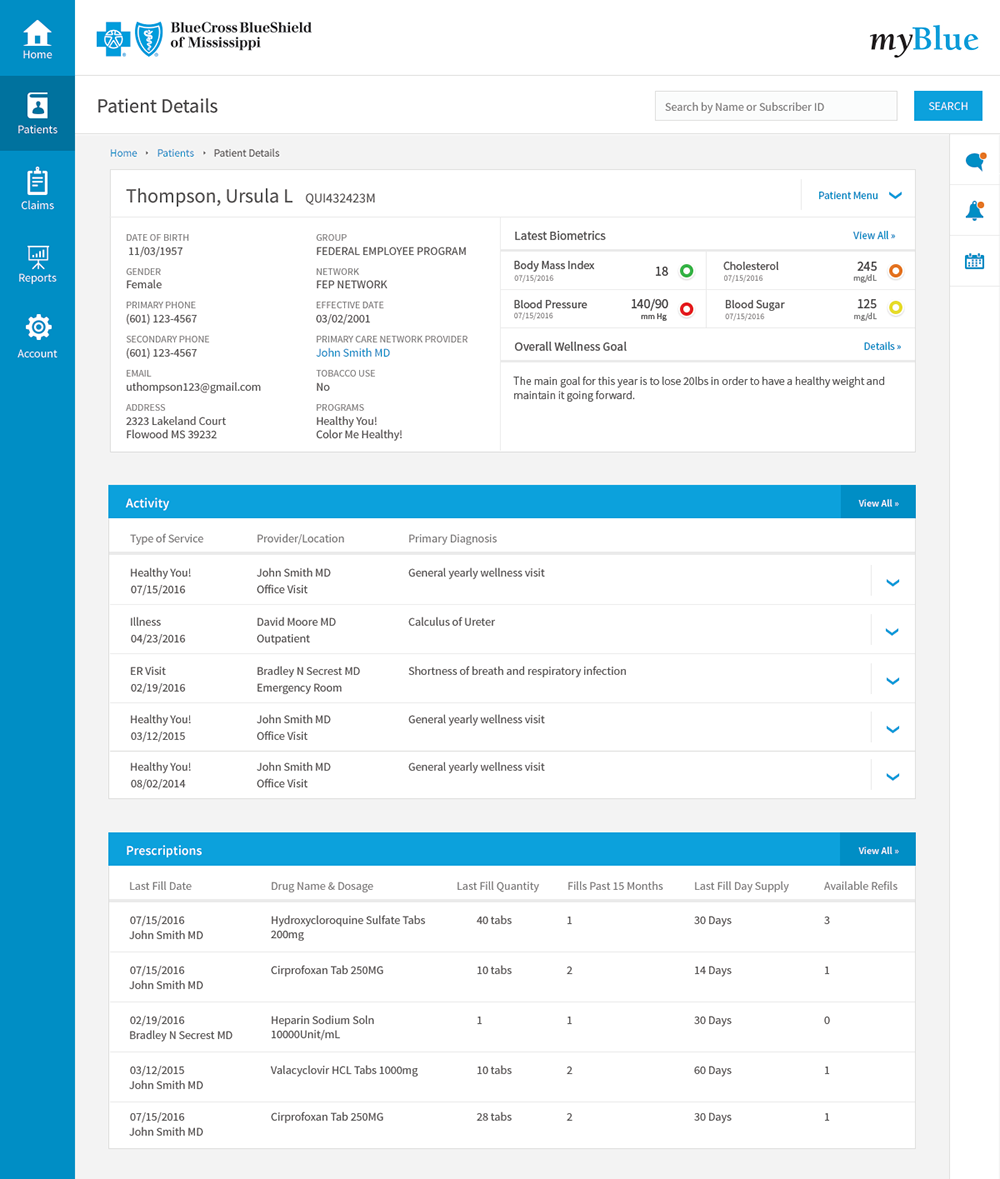 Home
Patients
Claims
Reports
Account
BlueCross BlueShield
of Mississippi
myBlue
Patient Details
Search by Name or Subscriber ID
SEARCH
Home • Patients • Patient Details
Thompson, Ursula L QUI432423M
Patient Menu
DATE OF BIRTH
11/03/1957
GENDER
Female
PRIMARY PHONE
(601) 123-4567
SECONDARY PHONE
(601) 123-4567
EMAIL
uthompson123@gmail.com
ADDRESS
2323 Lakeland Court
Flowood MS 39232
GROUP
FEDERAL EMPLOYEE PROGRAM
NETWORK
FEP NETWORK
EFFECTIVE DATE
03/02/2001
PRIMARY CARE NETWORK PROVIDER
John Smith MD
TOBACCO USE
No
PROGRAMS
Healthy You!
Color Me Healthy!
Latest Biometrics View All »
Body Mass Index
07/15/2016
18
Cholesterol
07/15/2016
245
mg/dL
Blood Pressure
07/15/2016
140/90
mm Hg
Blood Sugar
07/15/2016
125
mg/dL
Overall Wellness Goal Details »
The main goal for this year is to lose 20lbs in order to have a healthy weight and
maintain it going forward.
Activity View All »
Type of Service Provider/Location Primary Diagnosis
Healthy You! John Smith MD General yearly wellness visit
07/15/2016 Office Visit
Illness David Moore MD Calculus of Ureter
04/23/2016 Outpatient
ER Visit Bradley N Secrest MD Shortness of breath and respiratory infection
02/19/2016 Emergency Room
Healthy You! John Smith MD General yearly wellness visit
03/12/2015 Office Visit
Healthy You! John Smith MD General yearly wellness visit
08/02/2014 Office Visit
Prescriptions View All »
Last Fill Date Drug Name & Dosage Last Fill Quantity Fills Past 15 Months Last Fill Day Supply Available Refils
07/15/2016 Hydroxycloroquine Sulfate Tabs 40 tabs 1 30 Days 3
John Smith MD 200mg
07/15/2016 Cirprofoxan Tab 250MG 10 tabs 2 14 Days 1
John Smith MD
02/19/2016 Heparin Sodium Soln 1 1 30 Days 0
Bradley N Secrest MD 10000Unit/mL
03/12/2015 Valacyclovir HCL Tabs 1000mg 10 tabs 2 60 Days 1
John Smith MD
07/15/2016 Cirprofoxan Tab 250MG 28 tabs 2 30 Days 1
John Smith MD